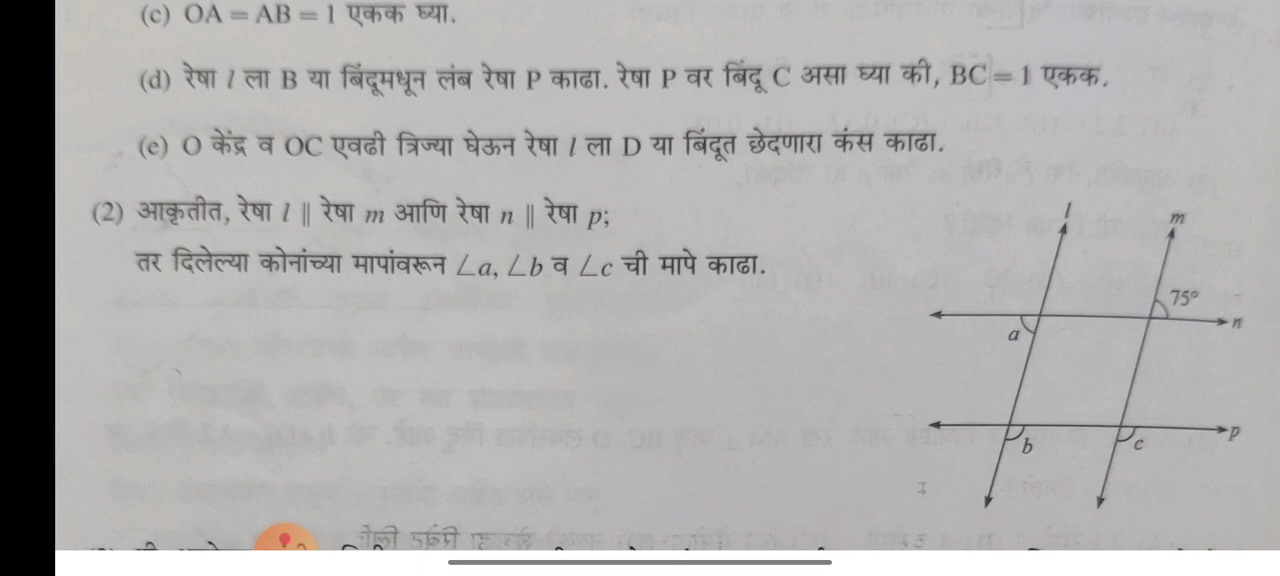 (c) OA = AB = 1 एकक घ्या.
(d) रेषा l ला B या बिंदूमधून लंब रेषा P काढा. रेषा P वर बिंदू C असा घ्या की, BC = 1 एकक.
(e) O केंद्र व OC एवढी त्रिज्या घेऊन रेषा l ला D या बिंदूत छेदणारा कंस काढा.
(2) आकृतीत, रेषा l || रेषा m आणि रेषा n || रेषा p;
तर दिलेल्या कोनांच्या मापांवरून ∠a, ∠b व ∠c ची मापे काढा.
l
m
75°
n
a
b
c
p